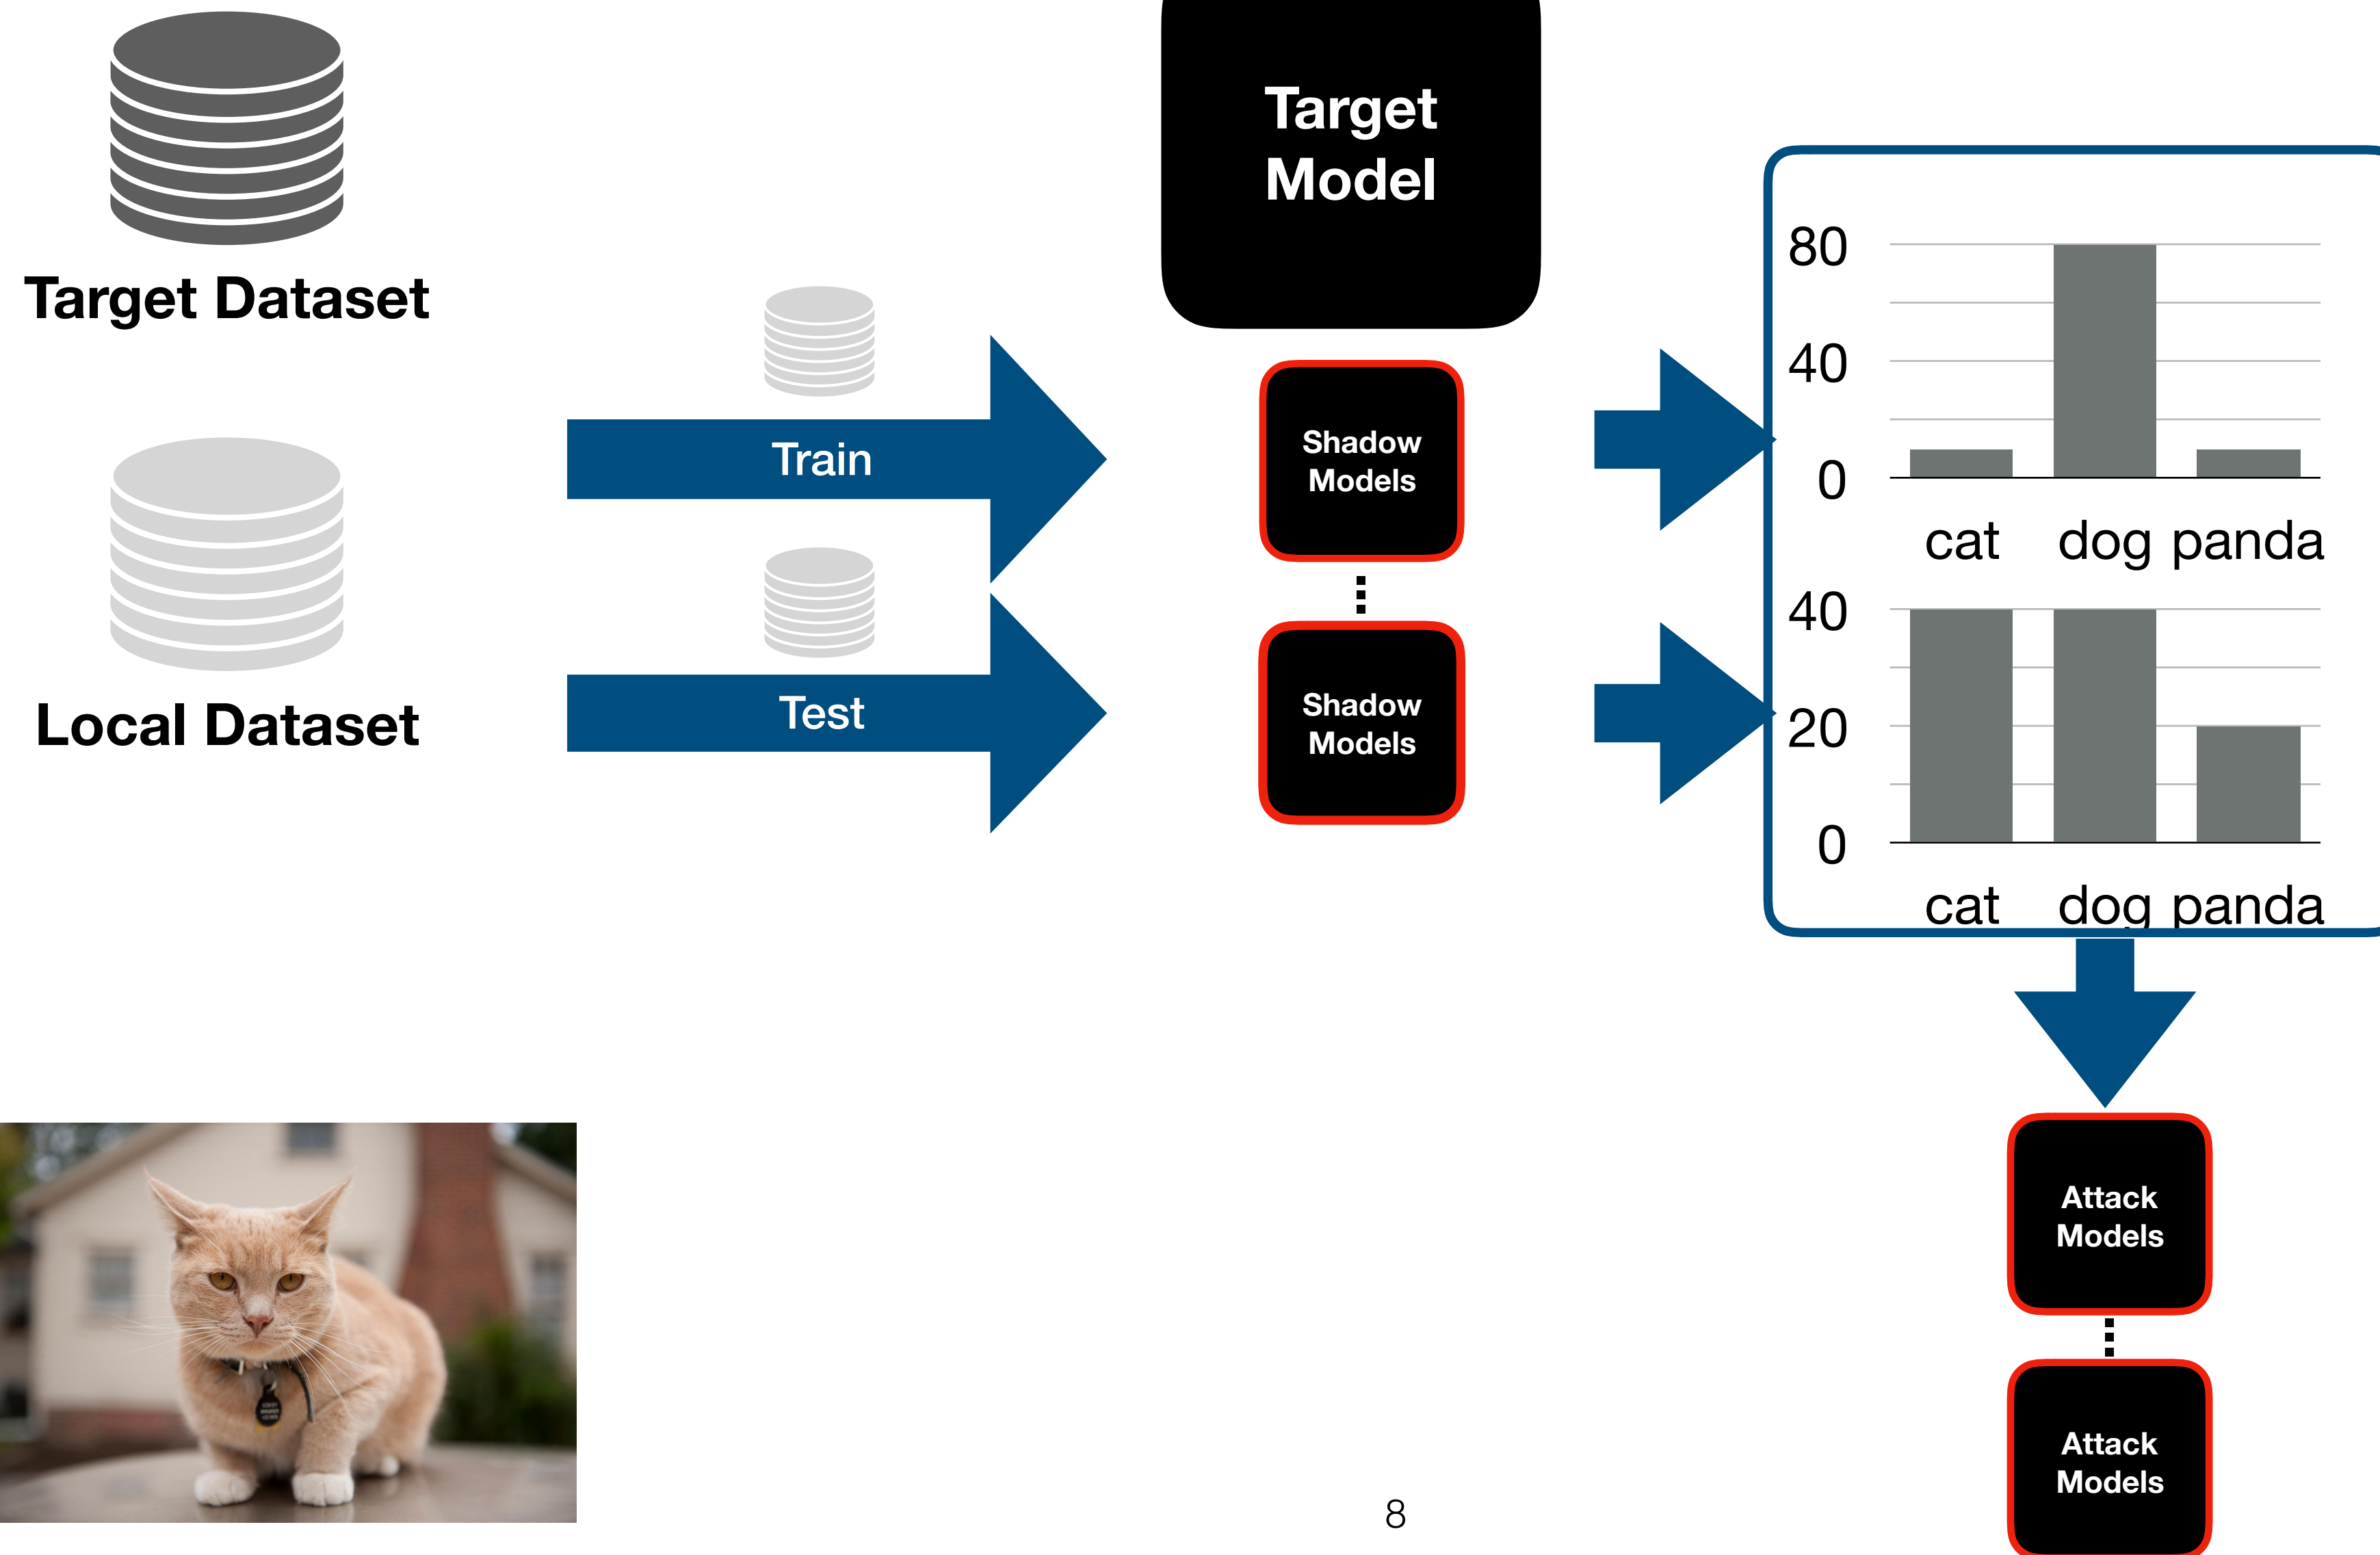 Target
Model
Target Dataset
Train
Shadow
Models
Local Dataset
Test
Shadow
Models
80
40
0
cat dog panda
40
20
0
cat dog panda
Attack
Models
Attack
Models
8